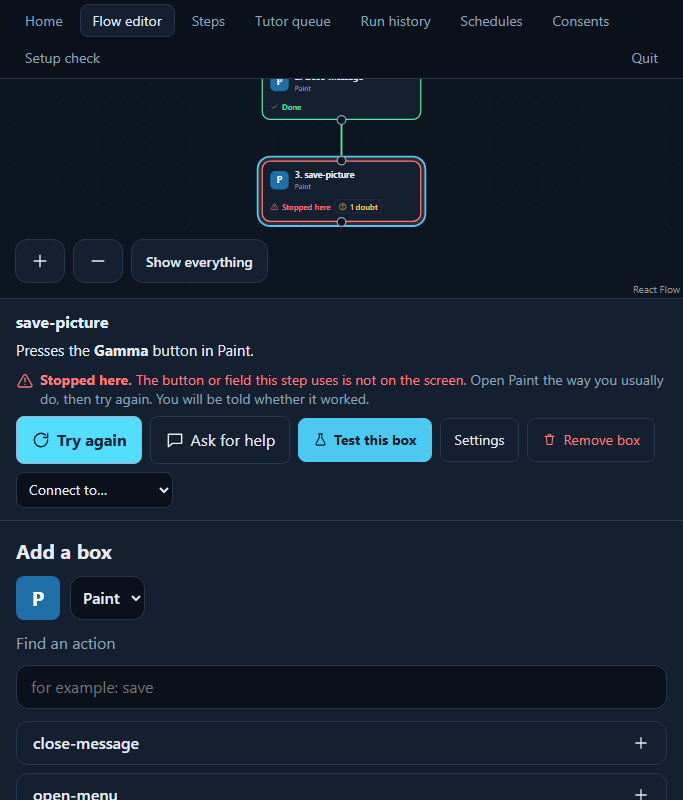 Home Flow editor Steps Tutor queue Run history Schedules Consents
Setup check Quit
P
Paint
Done
P 3. save-picture
Paint
Stopped here 1 doubt
+ − Show everything
React Flow
save-picture
Presses the Gamma button in Paint.
Stopped here. The button or field this step uses is not on the screen. Open Paint the way you usually
do, then try again. You will be told whether it worked.
Try again Ask for help Test this box Settings Remove box
Connect to...
Add a box
P Paint
Find an action
for example: save
close-message +
open-menu +